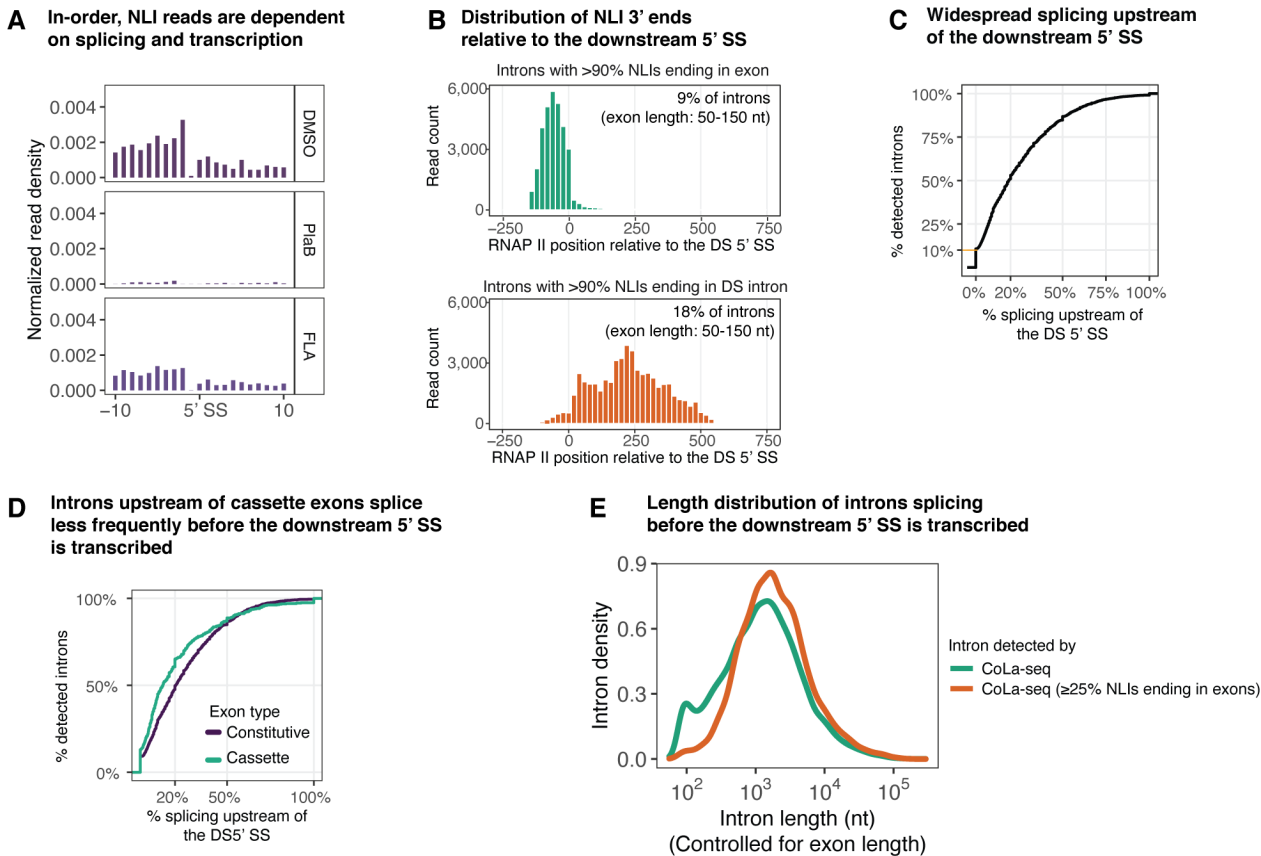 A
In-order, NLI reads are dependent
on splicing and transcription
Normalized read density
0.004
0.002
0.000
DMSO
0.004
0.002
0.000
PlaB
0.004
0.002
0.000
FLA
−10
5’ SS
10
B
Distribution of NLI 3’ ends
relative to the downstream 5’ SS
Introns with >90% NLIs ending in exon
Read count
6,000
3,000
0
9% of introns
(exon length: 50-150 nt)
−250
0
250
500
750
RNAP II position relative to the DS 5’ SS
Introns with >90% NLIs ending in DS intron
Read count
6,000
3,000
0
18% of introns
(exon length: 50-150 nt)
−250
0
250
500
750
RNAP II position relative to the DS 5’ SS
C
Widespread splicing upstream
of the downstream 5’ SS
% detected introns
100%
75%
50%
25%
10%
0%
20%
50%
75%
100%
% splicing upstream of
the DS 5’ SS
D
Introns upstream of cassette exons splice
less frequently before the downstream 5’ SS
is transcribed
% detected introns
100%
50%
0%
Exon type
Constitutive
Cassette
20%
50%
100%
% splicing upstream of
the DS5’ SS
E
Length distribution of introns splicing
before the downstream 5’ SS is transcribed
Intron density
0.9
0.6
0.3
0.0
10²
10³
10⁴
10⁵
Intron length (nt)
(Controlled for exon length)
Intron detected by
CoLa-seq
CoLa-seq (≥25% NLIs ending in exons)